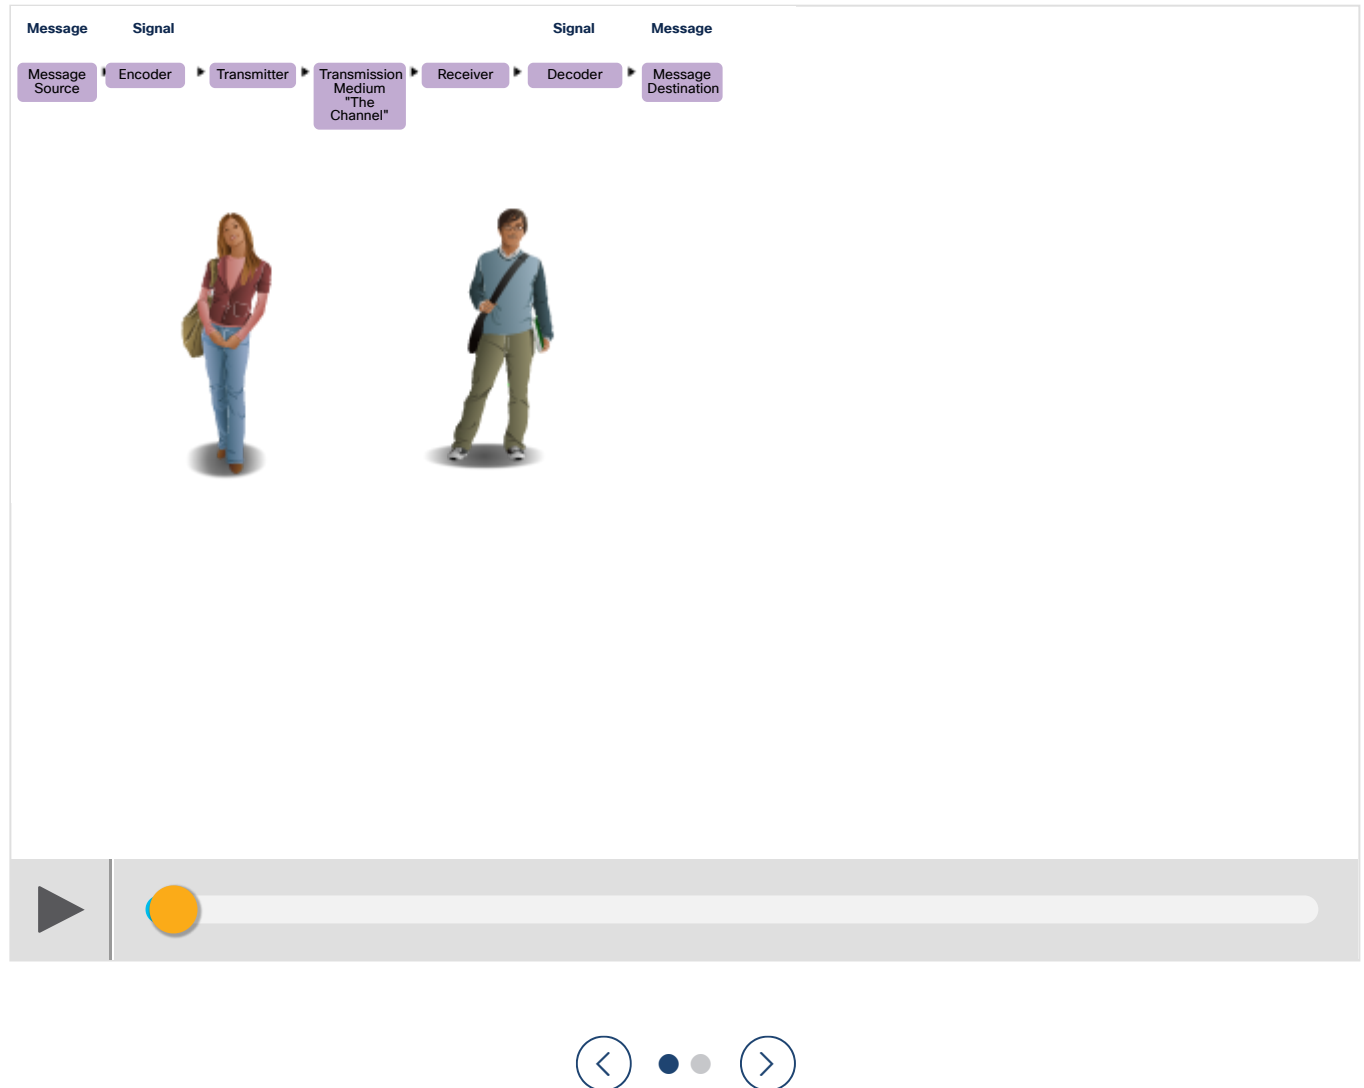 Message Signal Signal Message
Message Encoder Transmitter Transmission Receiver Decoder Message
Source Medium Destination
"The
Channel"